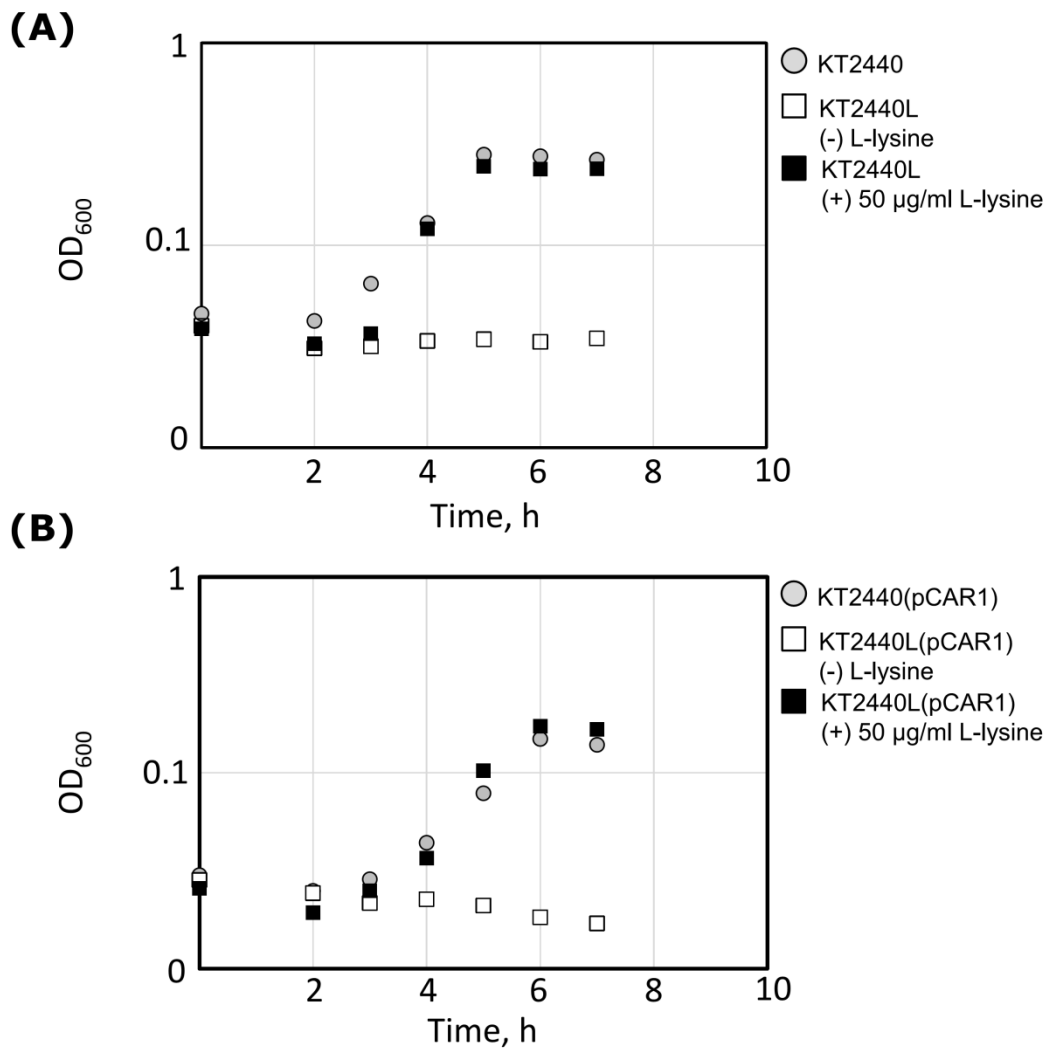 (A)
1
0.1
0
OD600
2 4 6 8 10
Time, h
KT2440
KT2440L
(-) L-lysine
KT2440L
(+) 50 µg/ml L-lysine
(B)
1
0.1
0
OD600
2 4 6 8 10
Time, h
KT2440(pCAR1)
KT2440L(pCAR1)
(-) L-lysine
KT2440L(pCAR1)
(+) 50 µg/ml L-lysine